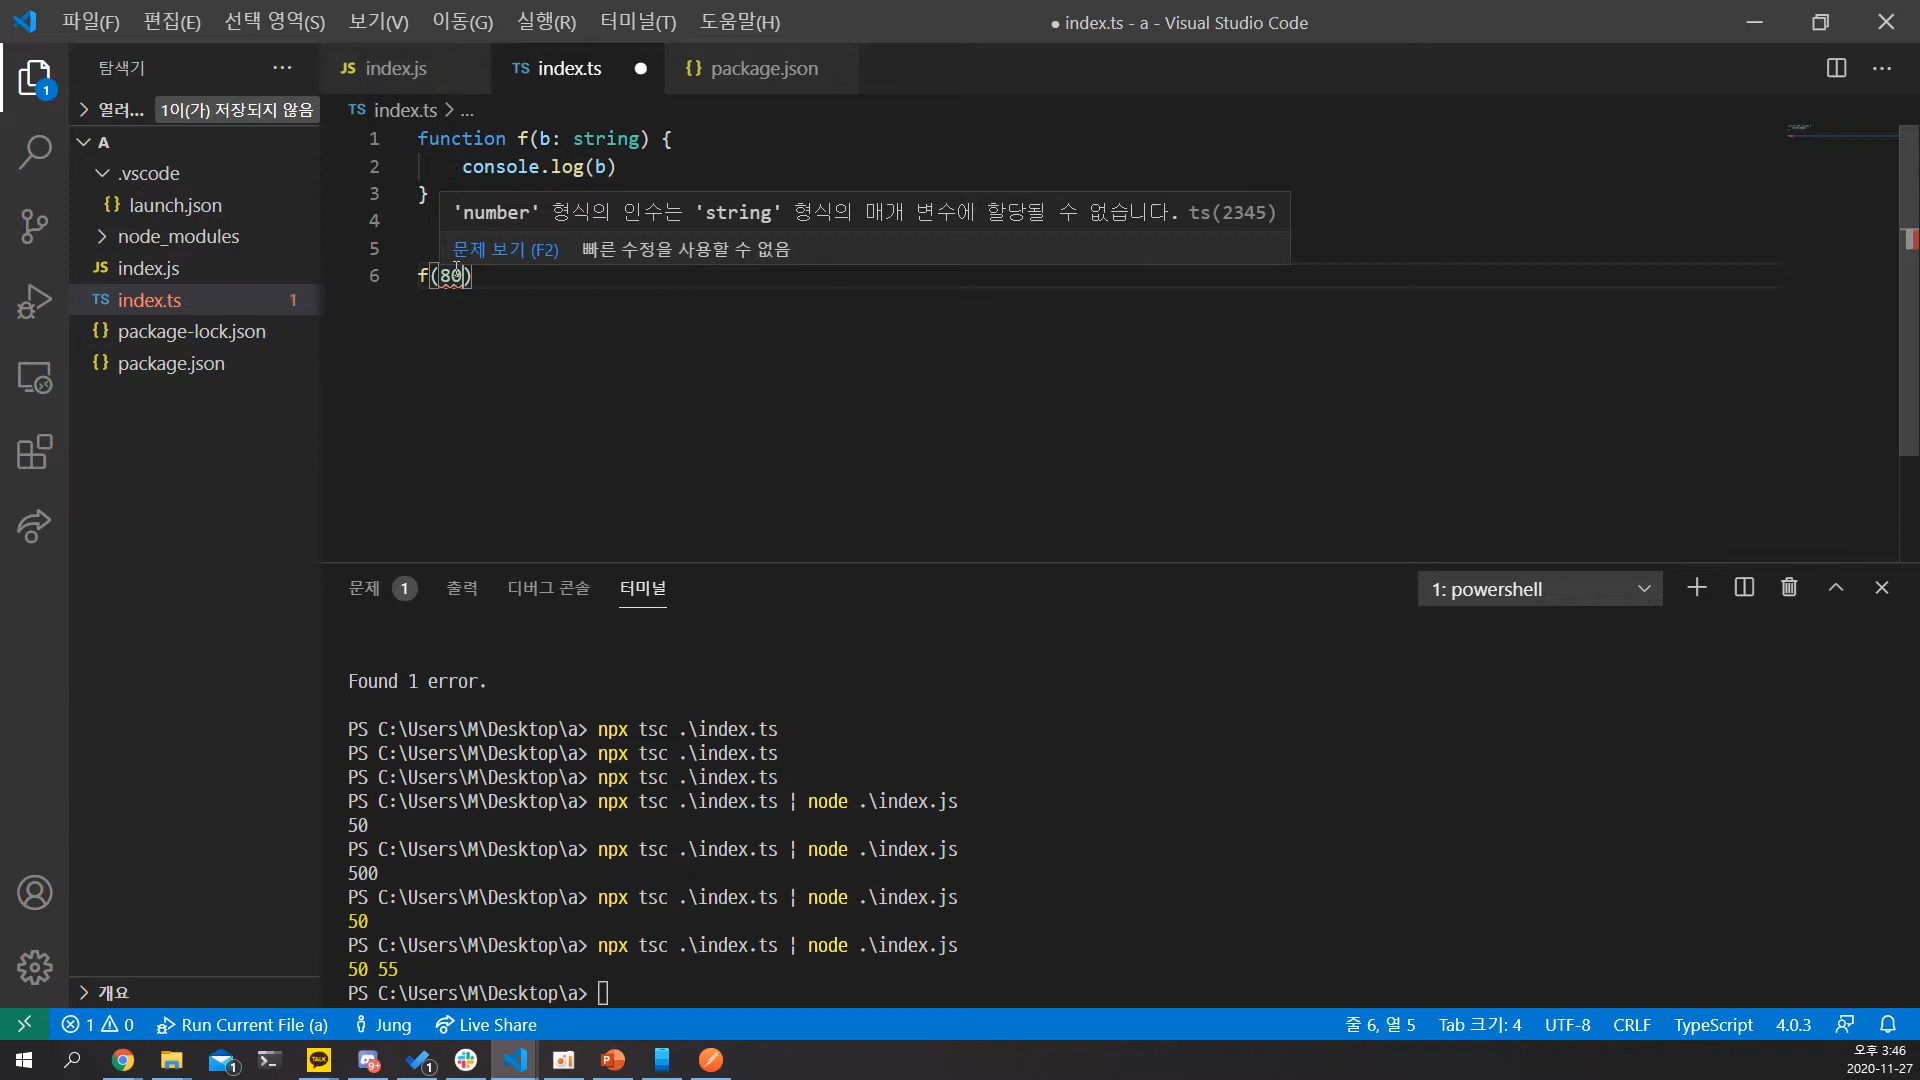 파일(F) 편집(E) 선택 영역(S) 보기(V) 이동(G) 실행(R) 터미널(T) 도움말(H)
● index.ts - a - Visual Studio Code
탐색기 ...
JS index.js
TS index.ts ●
{} package.json
1
열려... 1이(가) 저장되지 않음
TS index.ts > ...
A
.vscode
{} launch.json
node_modules
JS index.js
TS index.ts 1
{} package-lock.json
{} package.json
1 function f(b: string) {
2 console.log(b)
3 }
4
5
6 f(80)
'number' 형식의 인수는 'string' 형식의 매개 변수에 할당될 수 없습니다. ts(2345)
문제 보기 (F2) 빠른 수정을 사용할 수 없음
문제 1 출력 디버그 콘솔 터미널
1: powershell
Found 1 error.
PS C:\Users\M\Desktop\a> npx tsc .\index.ts
PS C:\Users\M\Desktop\a> npx tsc .\index.ts
PS C:\Users\M\Desktop\a> npx tsc .\index.ts
PS C:\Users\M\Desktop\a> npx tsc .\index.ts | node .\index.js
50
PS C:\Users\M\Desktop\a> npx tsc .\index.ts | node .\index.js
500
PS C:\Users\M\Desktop\a> npx tsc .\index.ts | node .\index.js
50
PS C:\Users\M\Desktop\a> npx tsc .\index.ts | node .\index.js
50 55
PS C:\Users\M\Desktop\a>
개요
1 0 Run Current File (a) Jung Live Share
줄 6, 열 5 Tab 크기: 4 UTF-8 CRLF TypeScript 4.0.3
1 TALK 9+ 1
오후 3:46
2020-11-27